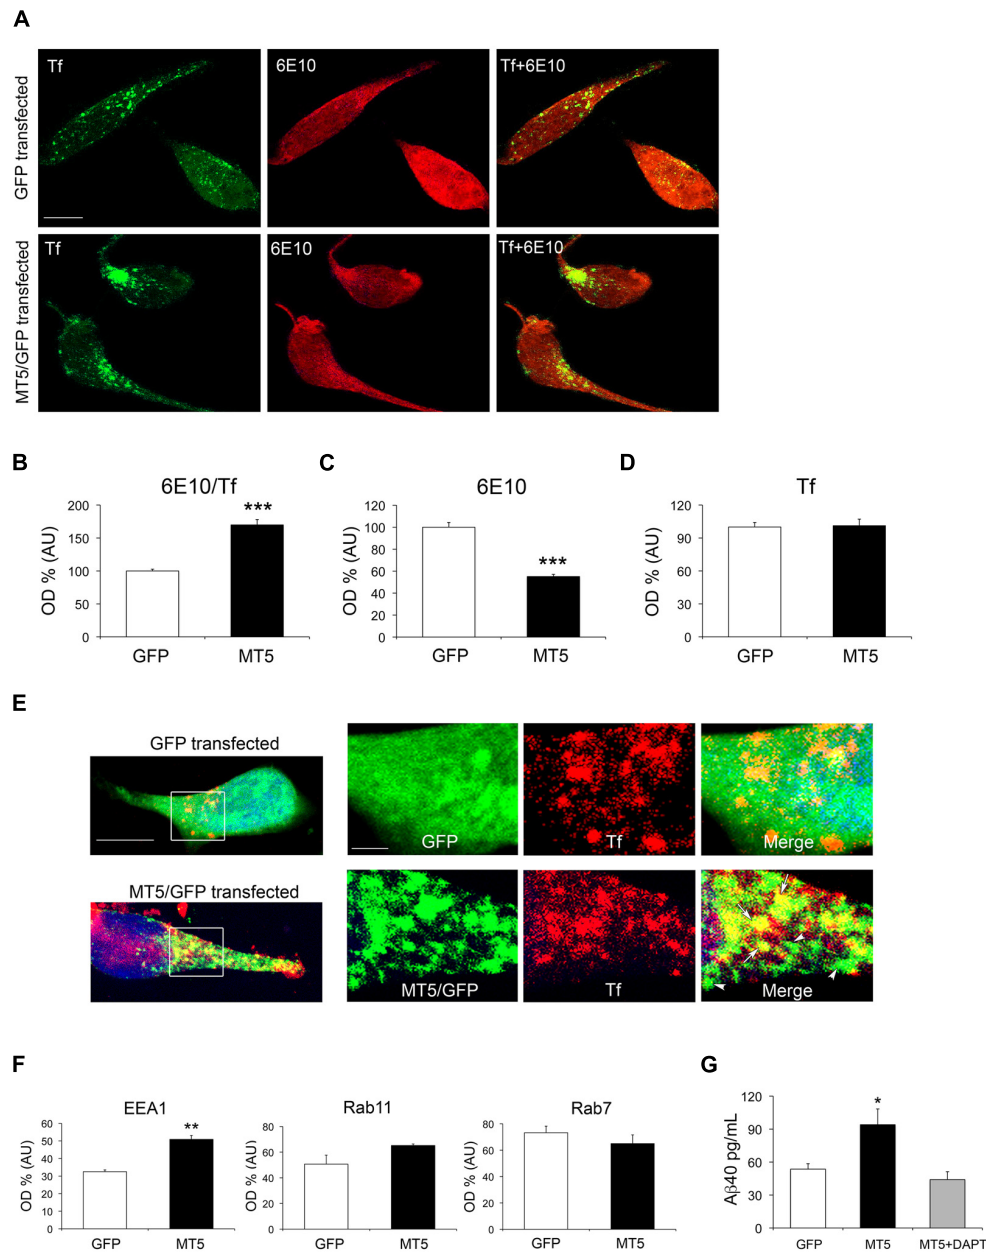 A
GFP transfected
Tf
6E10
Tf+6E10
MT5/GFP transfected
Tf
6E10
Tf+6E10
B
6E10/Tf
OD % (AU)
200
150
100
50
0
***
GFP
MT5
C
6E10
OD % (AU)
120
100
80
60
40
20
0
***
GFP
MT5
D
Tf
OD % (AU)
120
90
60
30
0
GFP
MT5
E
GFP transfected
GFP
Tf
Merge
MT5/GFP transfected
MT5/GFP
Tf
Merge
F
EEA1
OD % (AU)
60
50
40
30
20
10
0
**
GFP
MT5
Rab11
OD % (AU)
80
60
40
20
0
GFP
MT5
Rab7
OD % (AU)
80
60
40
20
0
GFP
MT5
G
Aβ40 pg/mL
120
90
60
30
0
*
GFP
MT5
MT5+DAPT